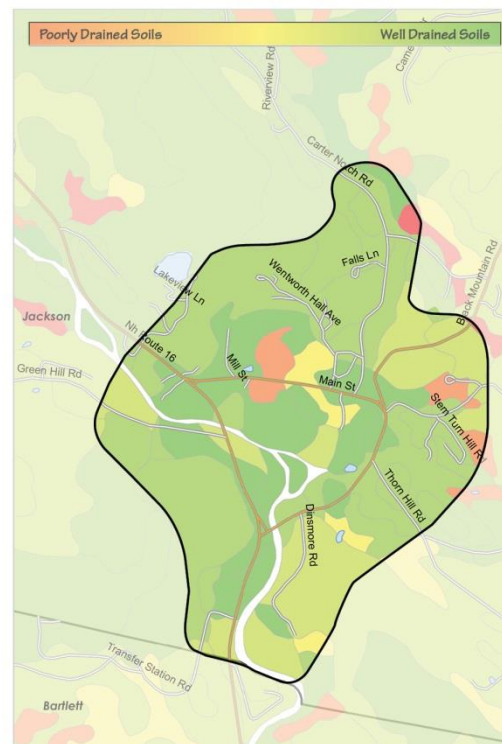 Poorly Drained Soils
Well Drained Soils
Riverview Rd
Carter Notch Rd
Black Mountain Rd
Falls Ln
Wentworth Hall Ave
Lakeview Ln
Jackson
Nh Route 16
Green Hill Rd
Mill St
Main St
Stem Turn Hill Rd
Thorn Hill Rd
Dinsmore Rd
Transfer Station Rd
Bartlett